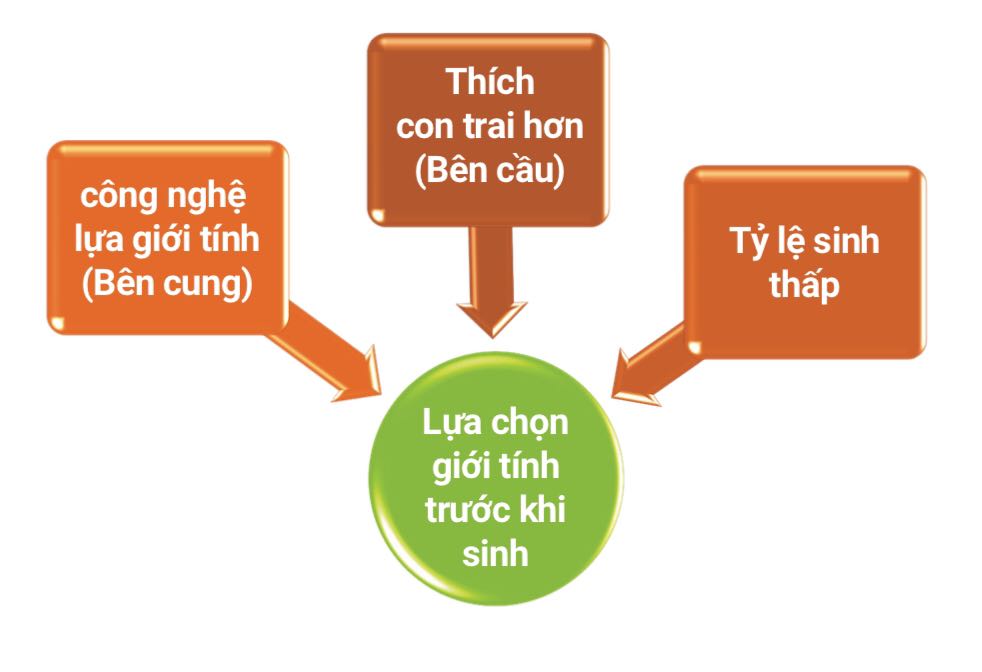 Thích
con trai hơn
(Bên cầu)
công nghệ
lựa giới tính
(Bên cung)
Tỷ lệ sinh
thấp
Lựa chọn
giới tính
trước khi
sinh